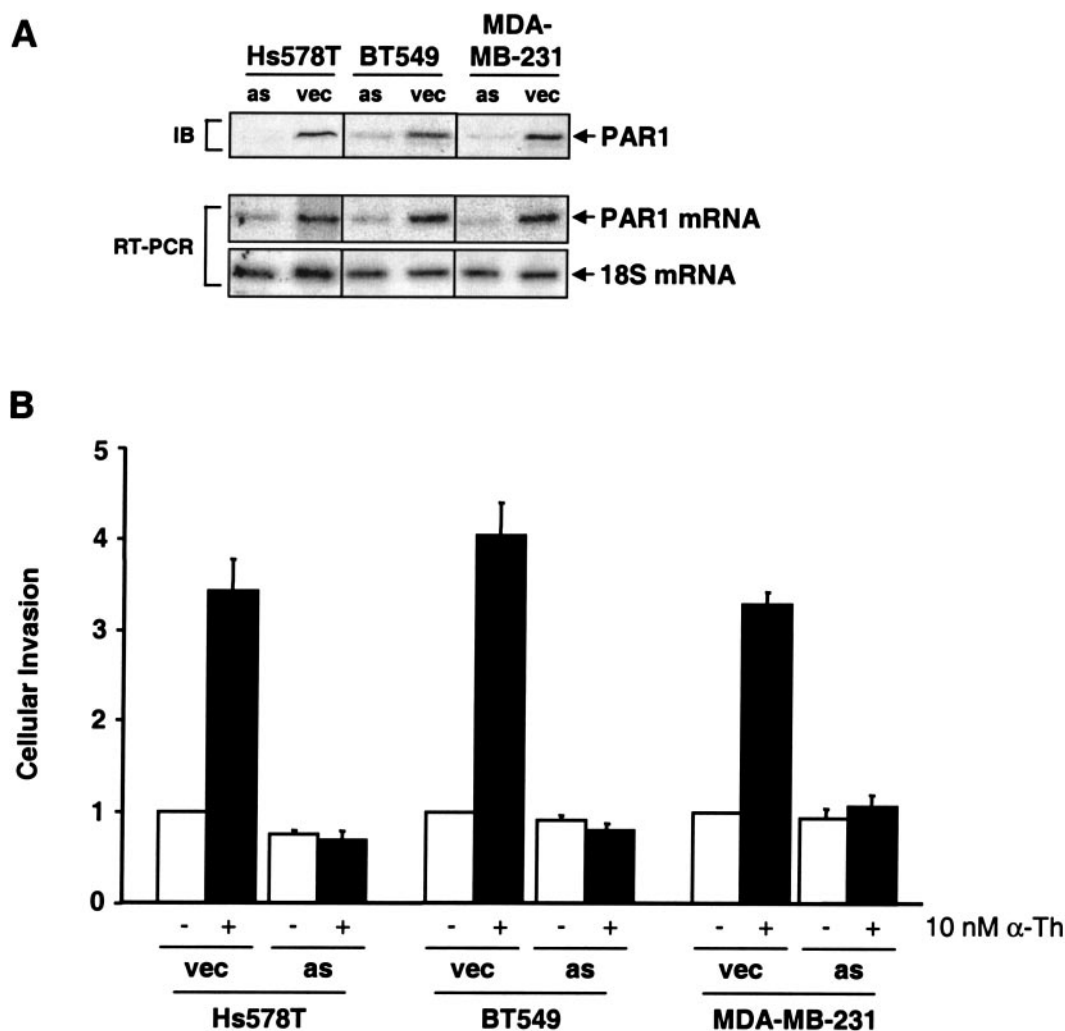 A
Hs578T BT549 MDA-MB-231
as vec as vec as vec
IB PAR1
RT-PCR PAR1 mRNA
18S mRNA
B
Cellular Invasion
5
4
3
2
1
0
- + - + - + - + - + - + 10 nM α-Th
vec as vec as vec as
Hs578T BT549 MDA-MB-231